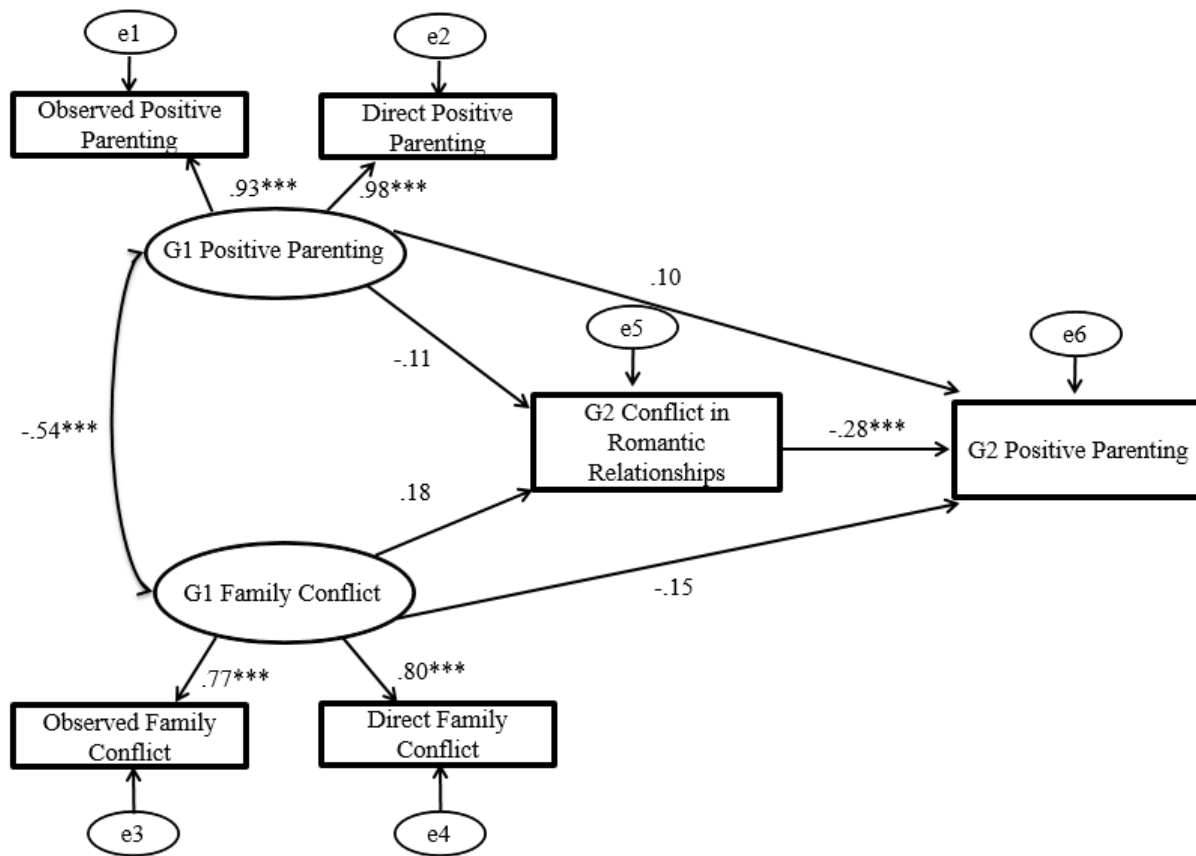 e1
e2
Observed Positive
Parenting
Direct Positive
Parenting
.93***
.98***
G1 Positive Parenting
.10
e5
e6
-.11
G2 Conflict in
Romantic
Relationships
-.28***
G2 Positive Parenting
-.54***
.18
G1 Family Conflict
-.15
.77***
.80***
Observed Family
Conflict
Direct Family
Conflict
e3
e4